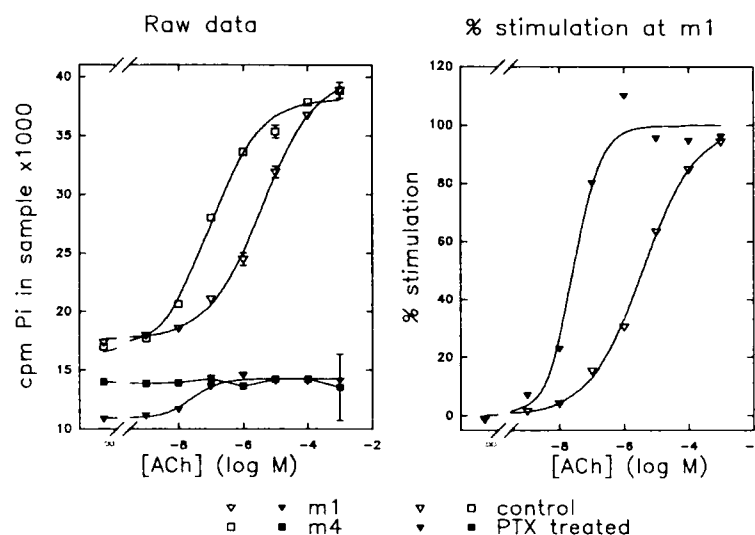 Raw data
% stimulation at m1
cpm Pi in sample x1000
40
35
30
25
20
15
10
∞
-8
-6
-4
-2
[ACh] (log M)
% stimulation
120
100
80
60
40
20
0
∞
-8
-6
-4
-2
[ACh] (log M)
▽ ▼ m1
□ ■ m4
▽ □ control
▼ ■ PTX treated